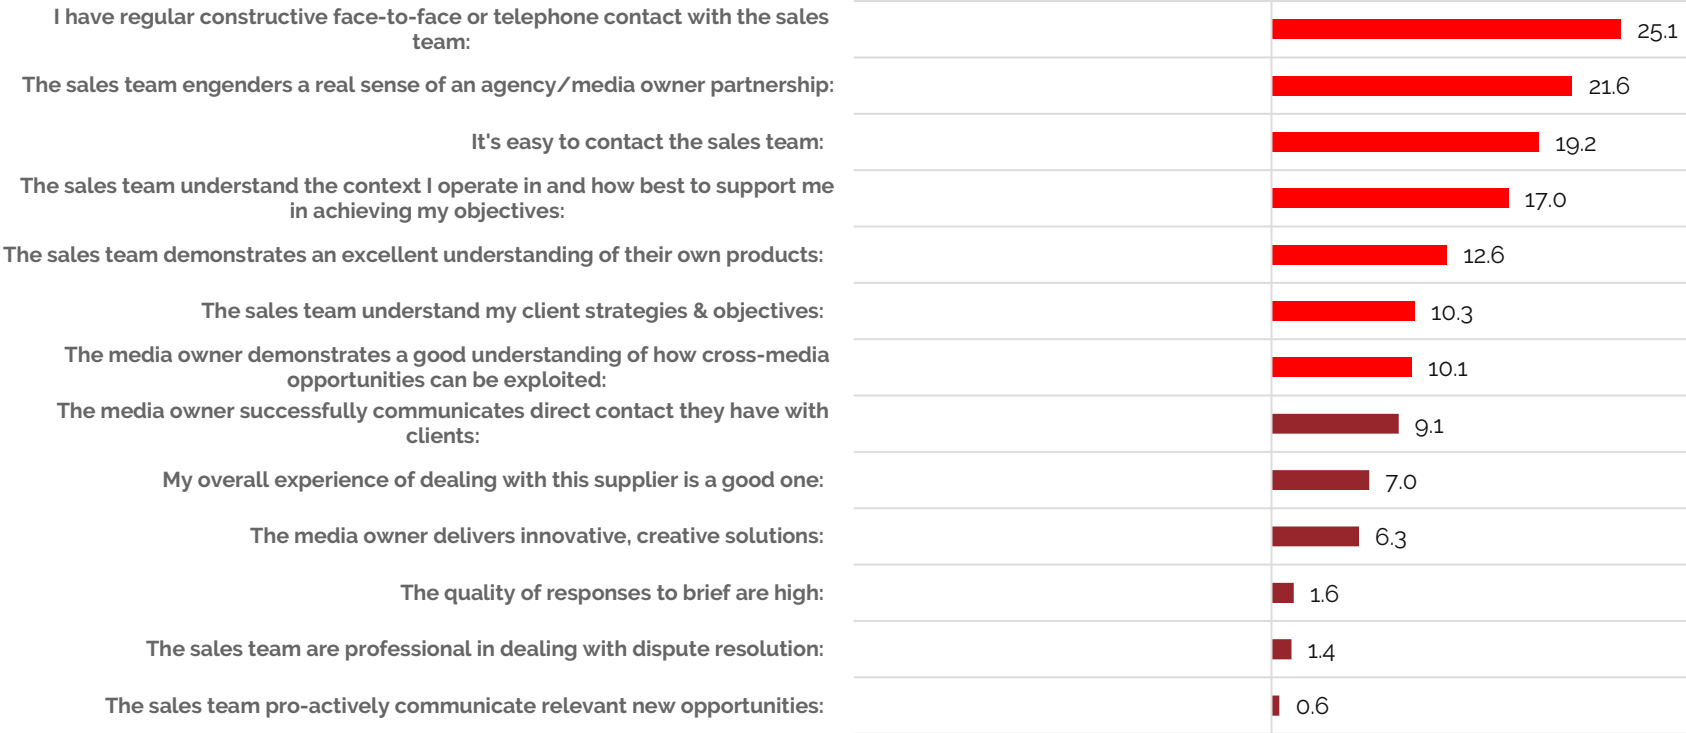 I have regular constructive face-to-face or telephone contact with the sales
team:
25.1
The sales team engenders a real sense of an agency/media owner partnership:
21.6
It's easy to contact the sales team:
19.2
The sales team understand the context I operate in and how best to support me
in achieving my objectives:
17.0
The sales team demonstrates an excellent understanding of their own products:
12.6
The sales team understand my client strategies & objectives:
10.3
The media owner demonstrates a good understanding of how cross-media
opportunities can be exploited:
10.1
The media owner successfully communicates direct contact they have with
clients:
9.1
My overall experience of dealing with this supplier is a good one:
7.0
The media owner delivers innovative, creative solutions:
6.3
The quality of responses to brief are high:
1.6
The sales team are professional in dealing with dispute resolution:
1.4
The sales team pro-actively communicate relevant new opportunities:
0.6